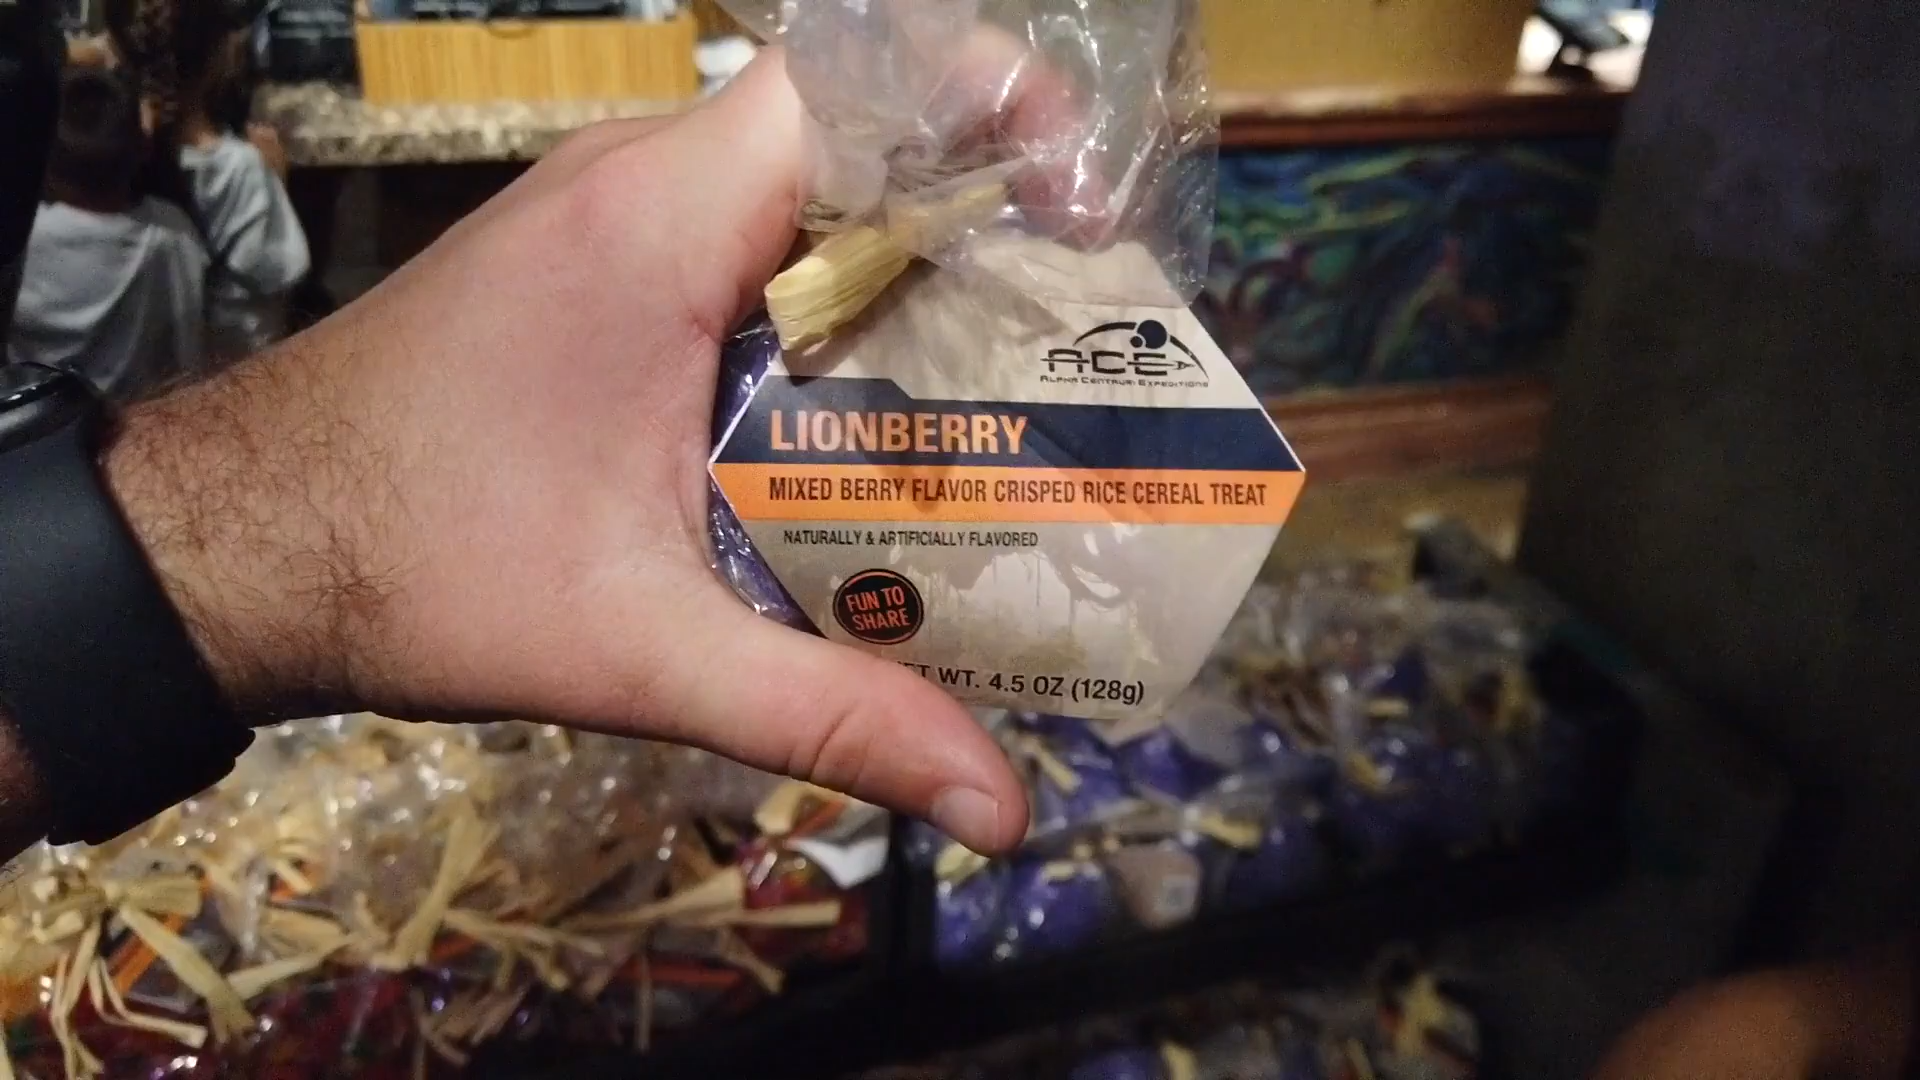 ACE
ALPHA CENTAURI EXPEDITIONS
LIONBERRY
MIXED BERRY FLAVOR CRISPED RICE CEREAL TREAT
NATURALLY & ARTIFICIALLY FLAVORED
FUN TO
SHARE
WT. 4.5 OZ (128g)